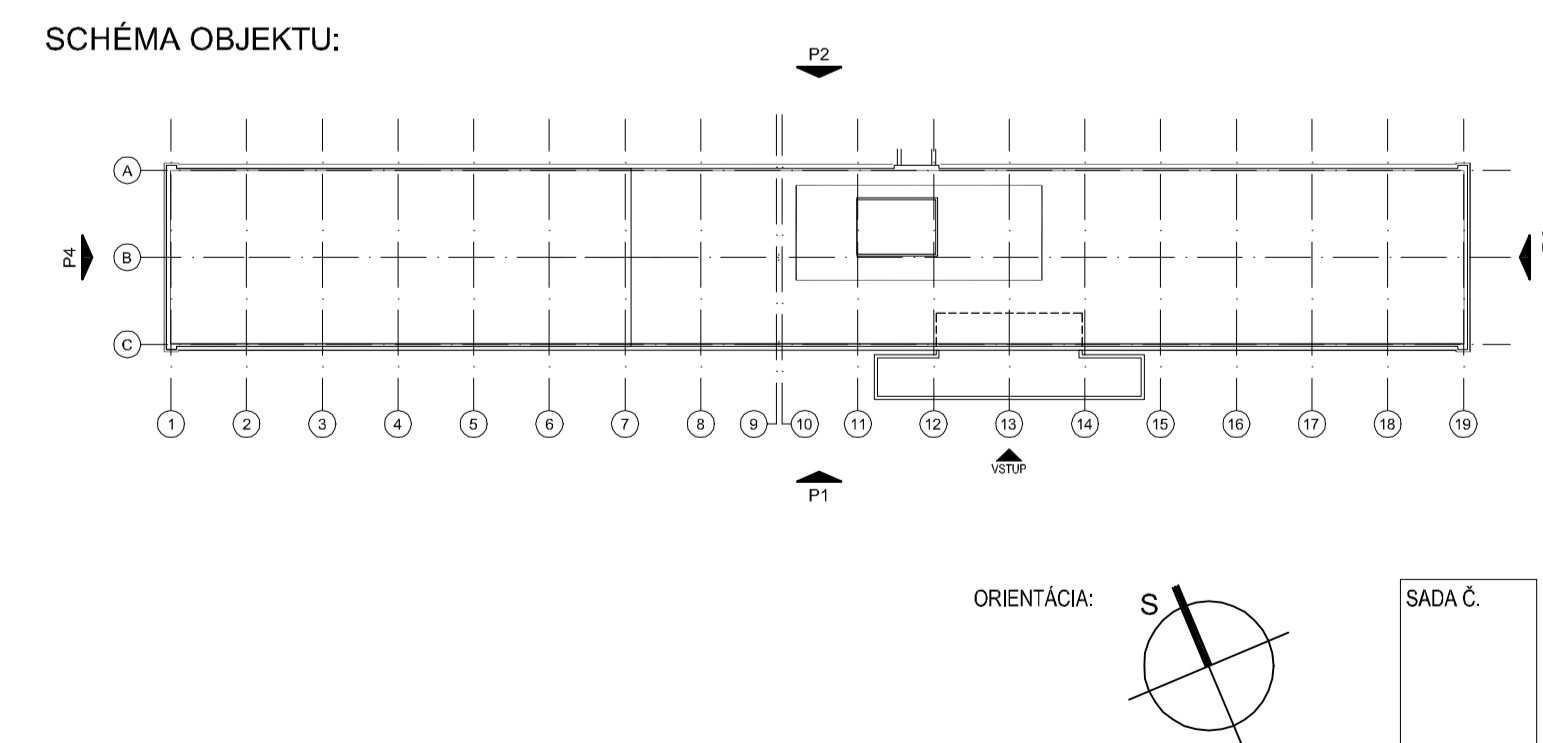 SCHÉMA OBJEKTU:
P2
A
P4
B
C
1 2 3 4 5 6 7 8 9 10 11 12 13 14 15 16 17 18 19
VSTUP
P1
ORIENTÁCIA:
S
SADA Č.